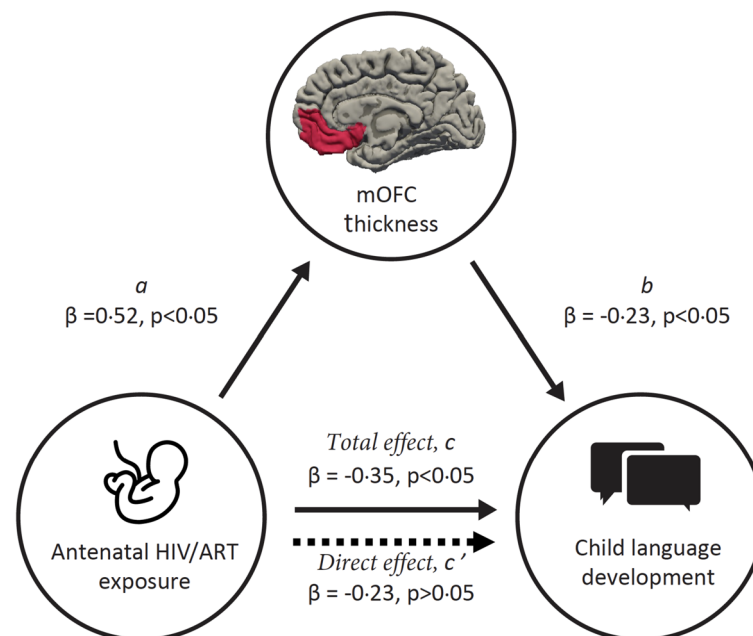 mOFC
thickness
a
β =0·52, p<0·05
b
β = -0·23, p<0·05
Total effect, c
β = -0·35, p<0·05
Direct effect, c’
β = -0·23, p>0·05
Antenatal HIV/ART
exposure
Child language
development